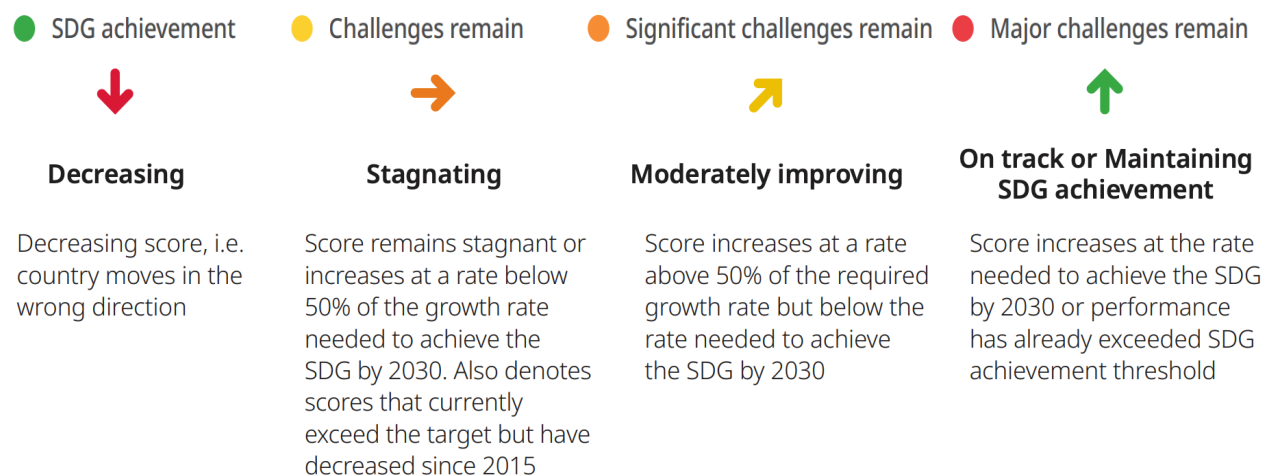 SDG achievement
Challenges remain
Significant challenges remain
Major challenges remain
Decreasing
Decreasing score, i.e.
country moves in the
wrong direction
Stagnating
Score remains stagnant or
increases at a rate below
50% of the growth rate
needed to achieve the
SDG by 2030. Also denotes
scores that currently
exceed the target but have
decreased since 2015
Moderately improving
Score increases at a rate
above 50% of the required
growth rate but below the
rate needed to achieve
the SDG by 2030
On track or Maintaining
SDG achievement
Score increases at the rate
needed to achieve the SDG
by 2030 or performance
has already exceeded SDG
achievement threshold